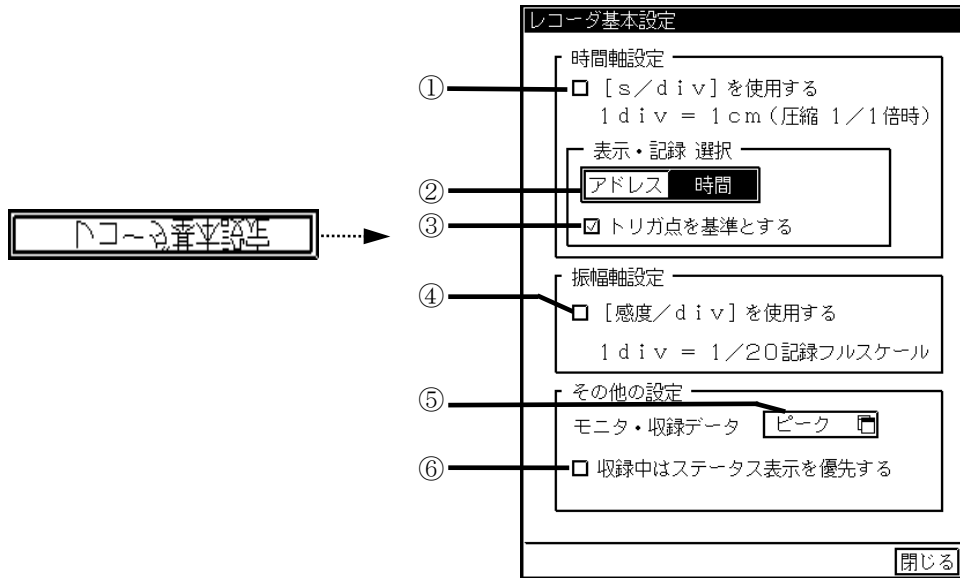 レコーダ基本設定
時間軸設定
①
[s／div]を使用する
1div ＝ 1cm(圧縮 1／1倍時)
表示・記録 選択
②
アドレス 時間
③
トリガ点を基準とする
振幅軸設定
④
[感度／div]を使用する
1div ＝ 1／20記録フルスケール
その他の設定
⑤
モニタ・収録データ ピーク
⑥
収録中はステータス表示を優先する
閉じる